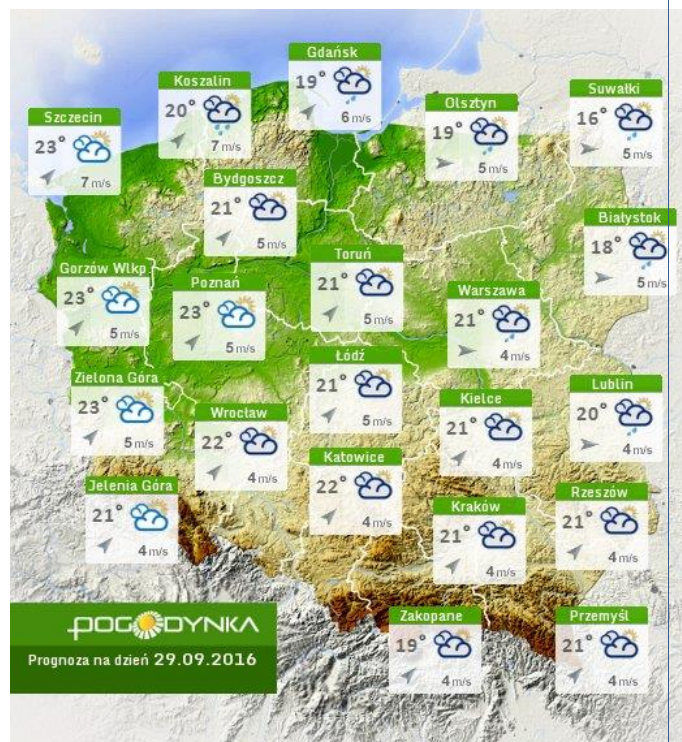 Gdańsk
19°
6 m/s
Koszalin
20°
7 m/s
Suwałki
16°
5 m/s
Olsztyn
19°
5 m/s
Szczecin
23°
7 m/s
Bydgoszcz
21°
5 m/s
Białystok
18°
5 m/s
Toruń
21°
5 m/s
Gorzów Wlkp.
23°
5 m/s
Poznań
23°
5 m/s
Warszawa
21°
4 m/s
Łódź
21°
5 m/s
Zielona Góra
23°
5 m/s
Lublin
20°
4 m/s
Kielce
21°
4 m/s
Wrocław
22°
4 m/s
Katowice
22°
4 m/s
Jelenia Góra
21°
4 m/s
Rzeszów
21°
4 m/s
Kraków
21°
4 m/s
Zakopane
19°
4 m/s
Przemyśl
21°
4 m/s
POGODYNKA
Prognoza na dzień 29.09.2016